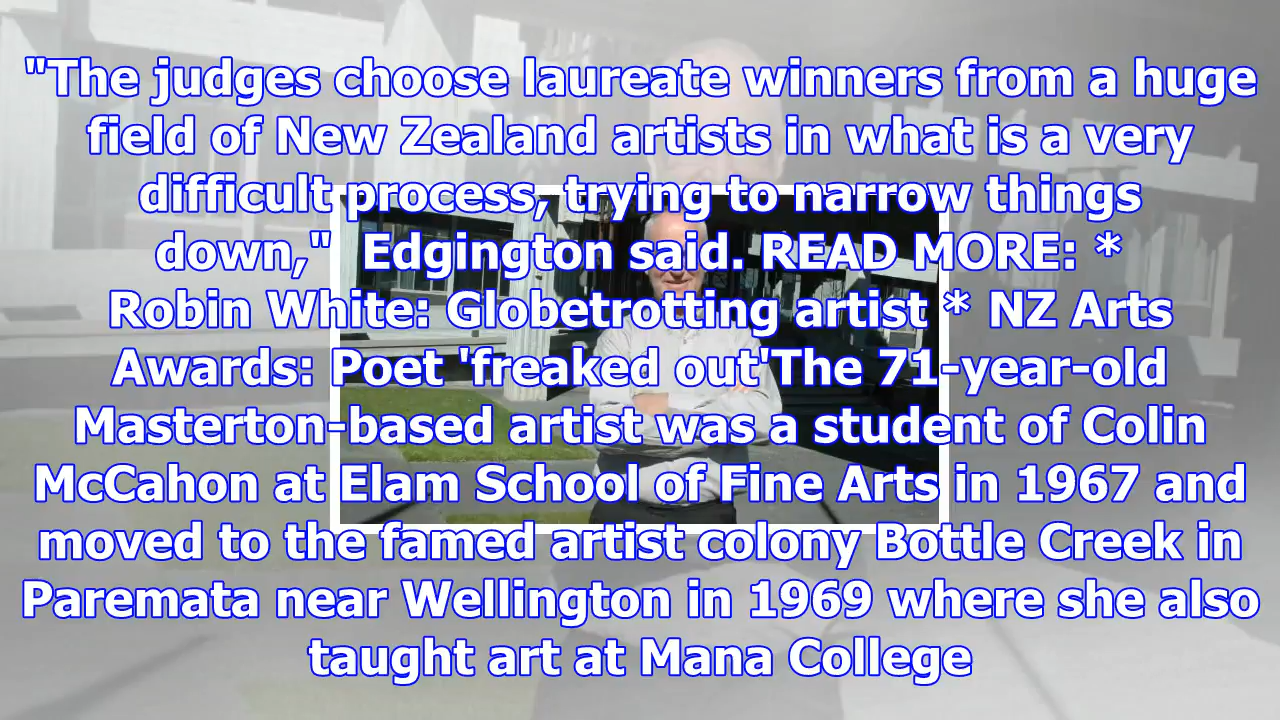 "The judges choose laureate winners from a huge
field of New Zealand artists in what is a very
difficult process, trying to narrow things
down,"  Edgington said. READ MORE: *
Robin White: Globetrotting artist * NZ Arts
Awards: Poet 'freaked out'The 71-year-old
Masterton-based artist was a student of Colin
McCahon at Elam School of Fine Arts in 1967 and
moved to the famed artist colony Bottle Creek in
Paremata near Wellington in 1969 where she also
taught art at Mana College